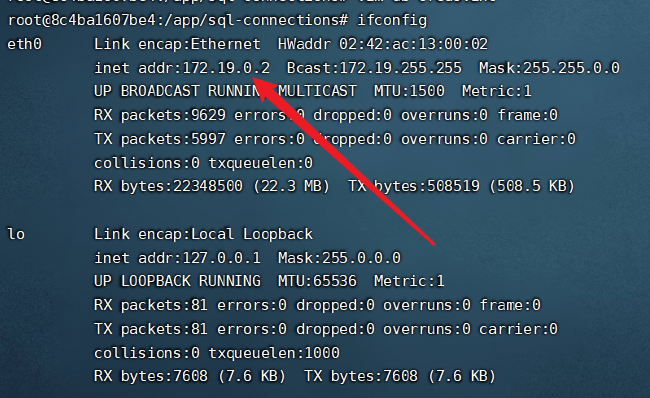 root@8c4ba1607be4:/app/sql-connections# ifconfig
eth0 Link encap:Ethernet HWaddr 02:42:ac:13:00:02
inet addr:172.19.0.2 Bcast:172.19.255.255 Mask:255.255.0.0
UP BROADCAST RUNNING MULTICAST MTU:1500 Metric:1
RX packets:9629 errors:0 dropped:0 overruns:0 frame:0
TX packets:5997 errors:0 dropped:0 overruns:0 carrier:0
collisions:0 txqueuelen:0
RX bytes:22348500 (22.3 MB) TX bytes:508519 (508.5 KB)
lo Link encap:Local Loopback
inet addr:127.0.0.1 Mask:255.0.0.0
UP LOOPBACK RUNNING MTU:65536 Metric:1
RX packets:81 errors:0 dropped:0 overruns:0 frame:0
TX packets:81 errors:0 dropped:0 overruns:0 carrier:0
collisions:0 txqueuelen:1000
RX bytes:7608 (7.6 KB) TX bytes:7608 (7.6 KB)